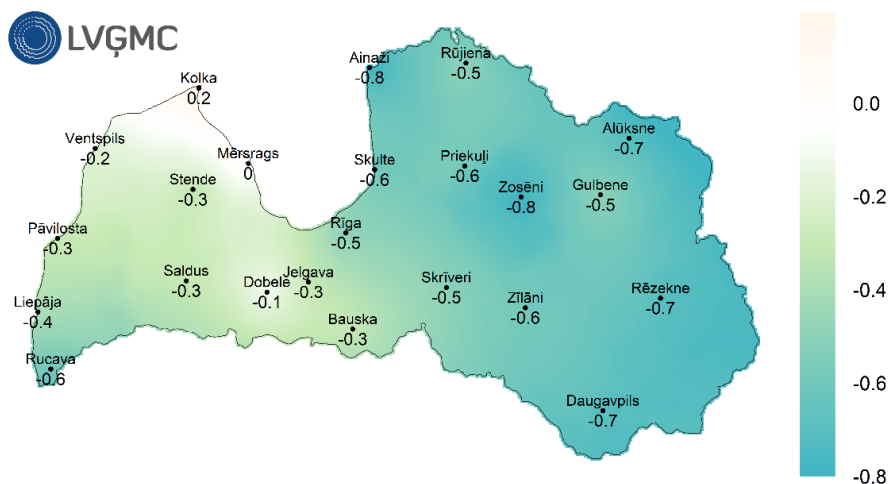 LVĢMC
Kolka
0.2
Ainaži
-0.8
Rūjiena
-0.5
Ventspils
-0.2
Mērsrags
0
Stende
-0.3
Skulte
-0.6
Priekuļi
-0.6
Alūksne
-0.7
Zosēni
-0.8
Gulbene
-0.5
Pāvilosta
-0.3
Rīga
-0.5
Saldus
-0.3
Dobele
-0.1
Jelgava
-0.3
Skrīveri
-0.5
Zīlāni
-0.6
Rēzekne
-0.7
Liepāja
-0.4
Bauska
-0.3
Rucava
-0.6
Daugavpils
-0.7
0.0
-0.2
-0.4
-0.6
-0.8